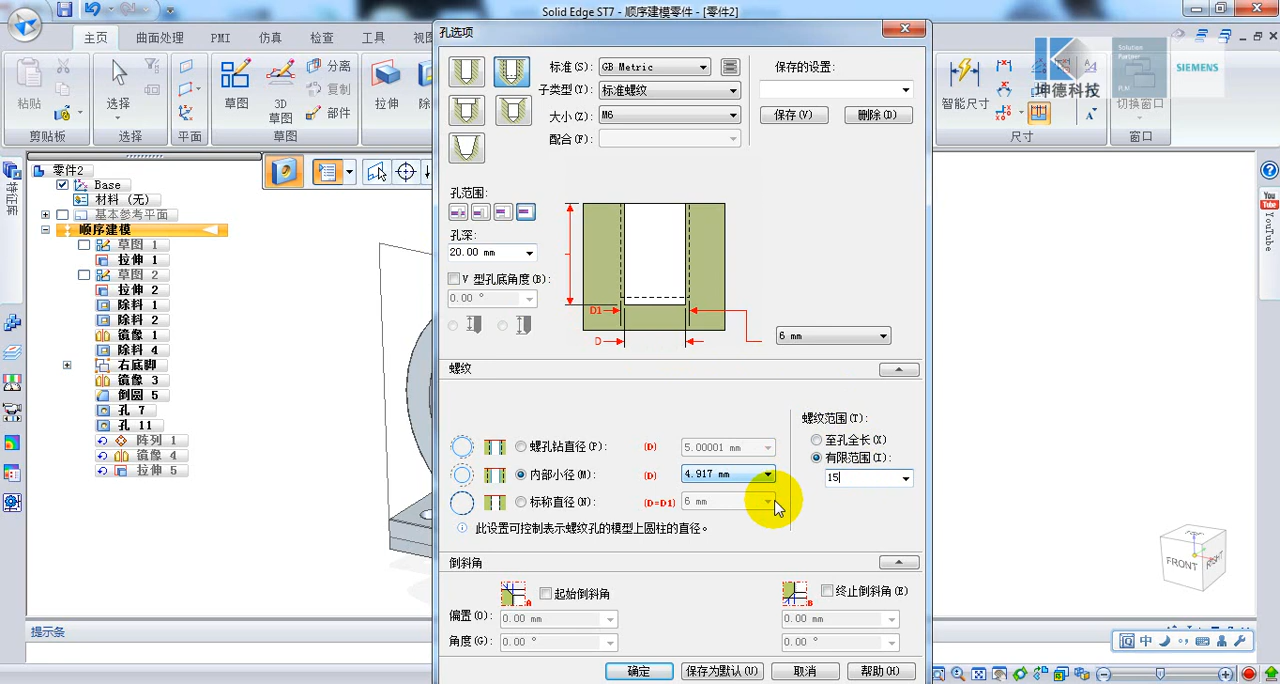 Solid Edge ST7 - 顺序建模零件 - [零件2]
主页 曲面处理 PMI 仿真 检查 工具
粘贴 选择 草图 3D 草图 分离 复制 部件 拉伸
剪贴板 选择 平面 草图
智能尺寸 切换窗口
尺寸 窗口
坤德科技
Solution Partner
PLM
SIEMENS
特征库
零件2
Base
材料 (无)
基本参考平面
顺序建模
草图 1
拉伸 1
草图 2
拉伸 2
除料 1
除料 2
镜像 1
除料 4
右底脚
镜像 3
倒圆 5
孔 7
孔 11
阵列 1
镜像 4
拉伸 5
孔选项
标准(S): GB Metric
子类型(Y): 标准螺纹
大小(Z): M6
配合(F):
保存的设置:
保存(V) 删除(D)
孔范围:
孔深:
20.00 mm
V 型孔底角度(B):
0.00 °
D1
D
6 mm
螺纹
螺孔钻直径(P): (D) 5.00001 mm
内部小径(M): (D) 4.917 mm
标称直径(N): (D=D1) 6 mm
此设置可控制表示螺纹孔的模型上圆柱的直径。
螺纹范围(T):
至孔全长(X)
有限范围(I):
15
倒斜角
起始倒斜角 终止倒斜角(E)
偏置(O): 0.00 mm 0.00 mm
角度(G): 0.00 ° 0.00 °
确定 保存为默认(U) 取消 帮助(H)
YouTube
FRONT
RIGHT
提示条
中